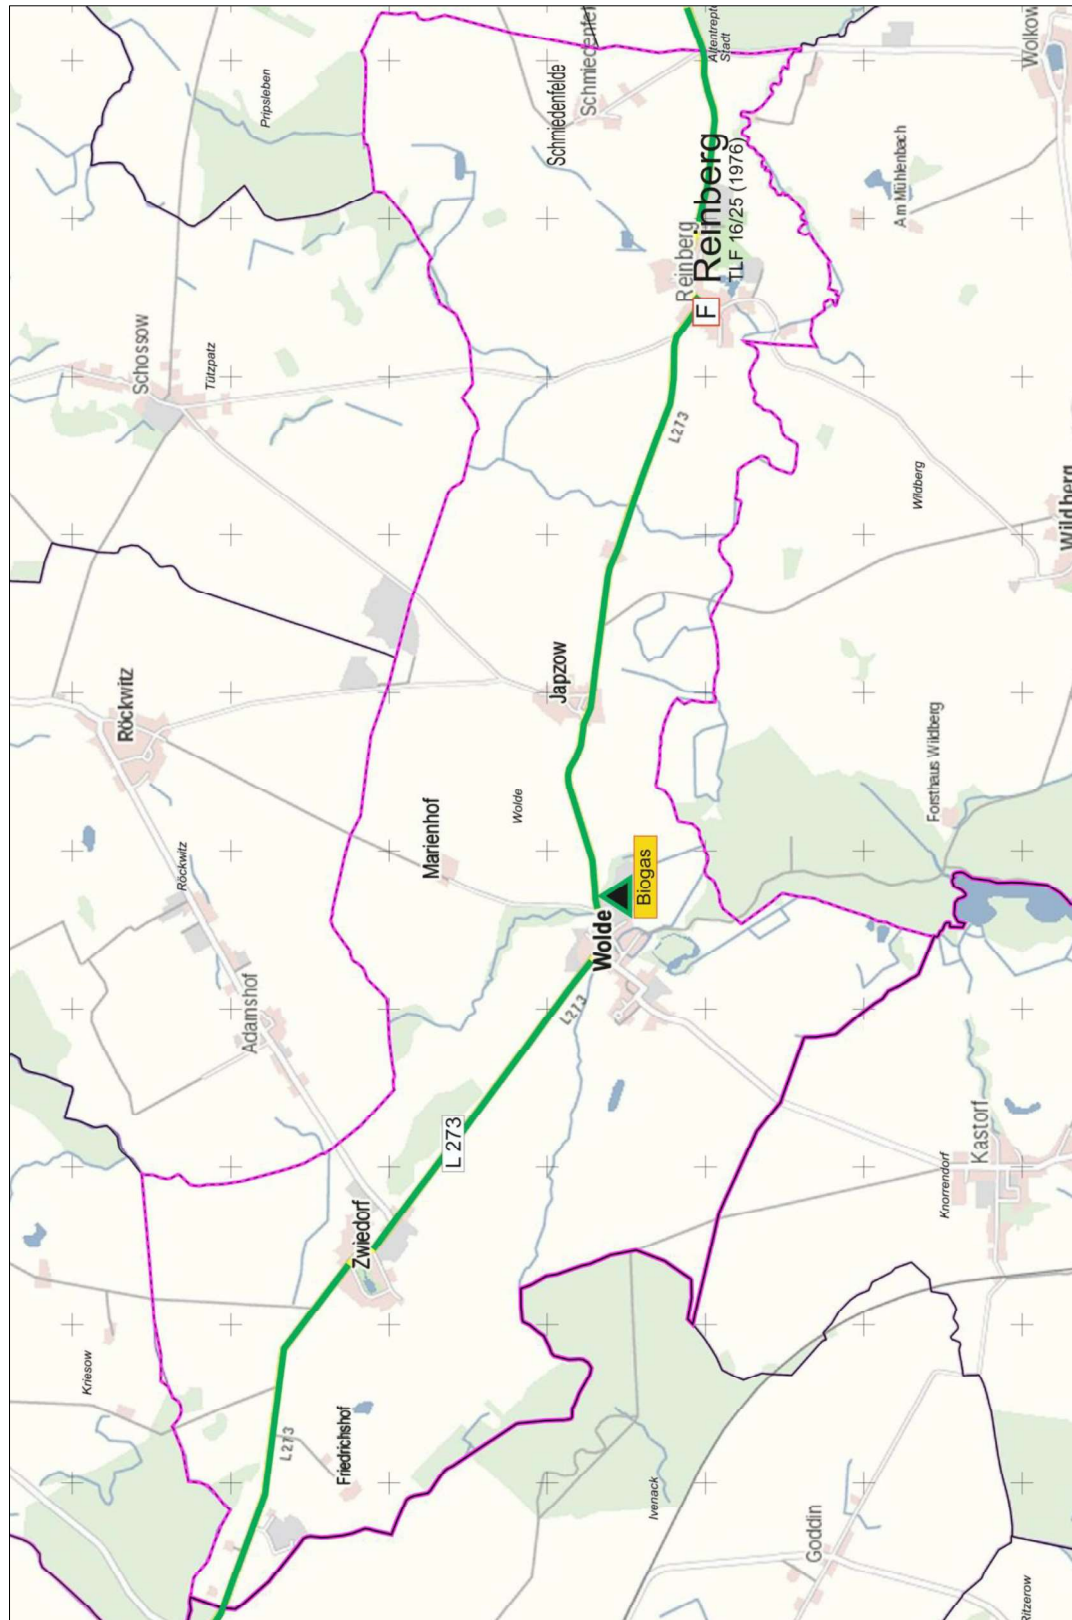 Pripsleben
Schmiedenfelde
Schmiedenfel
Altentrept
Stadt
Wolkow
Am Mühlenbach
Reinberg
F Reinberg
TLF 16/25 (1976)
Schossow
Tützpatz
L273
Wildberg
Wildberg
Röckwitz
Röckwitz
Japzow
Marienhof
Wolde
Forsthaus Wildberg
Biogas
Wolde
L273
Adamshof
L 273
Zwiedorf
Kastorf
Knorrendorf
Kriesow
L273
Friedrichshof
Ivenack
Goddin
Ritzerow